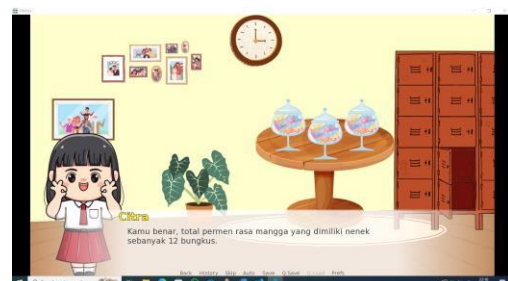 Citra
Kamu benar, total permen rasa mangga yang dimiliki nenek
sebanyak 12 bungkus.
Back History Skip Auto Save Q.Save Q.Load Prefs